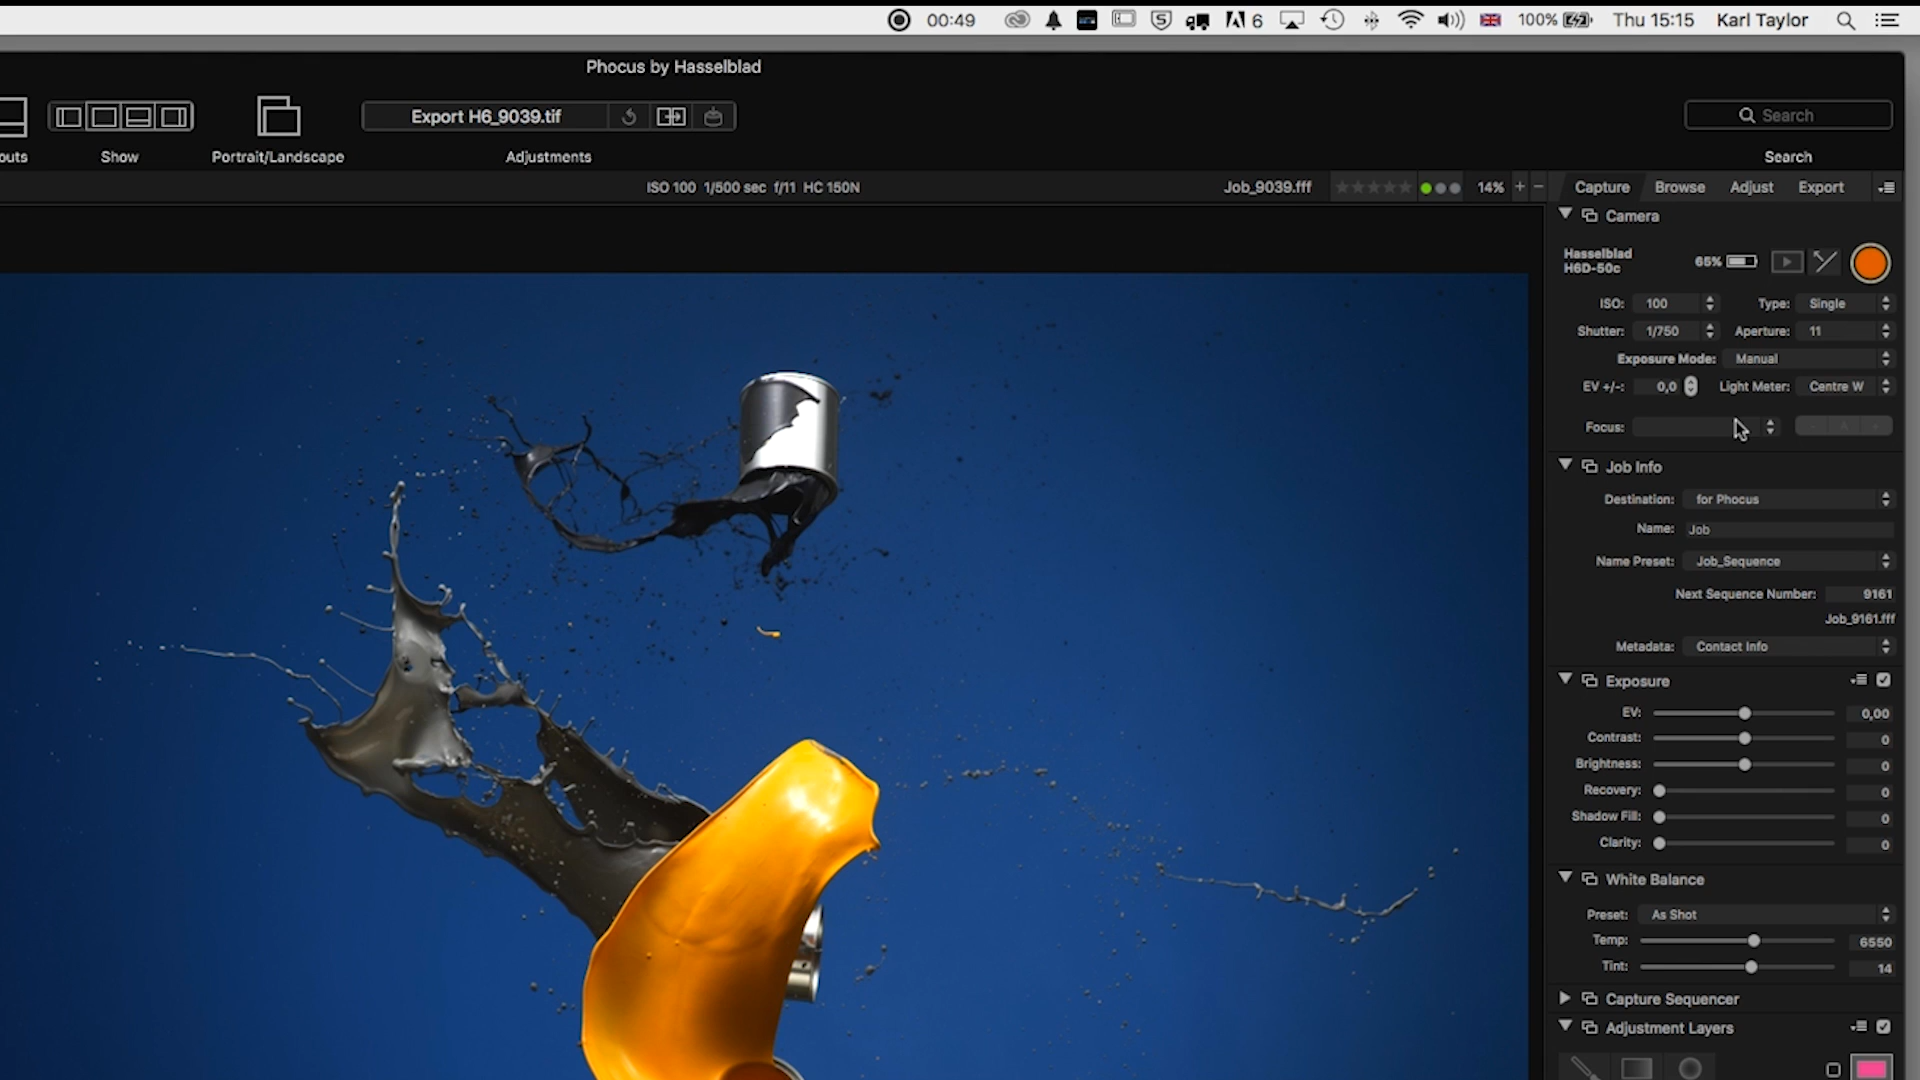 00:49 6 100% Thu 15:15 Karl Taylor
Phocus by Hasselblad
Export H6_9039.tif
Search
outs Show Portrait/Landscape Adjustments Search
ISO 100 1/500 sec f/11 HC 150N
Job_9039.fff
14% + −
Capture Browse Adjust Export
Camera
Hasselblad
H6D-50c
65%
ISO: 100 Type: Single
Shutter: 1/750 Aperture: 11
Exposure Mode: Manual
EV +/-: 0,0 Light Meter: Centre W
Focus:
Job Info
Destination: for Phocus
Name: Job
Name Preset: Job_Sequence
Next Sequence Number: 9161
Job_9161.fff
Metadata: Contact Info
Exposure
EV: 0,00
Contrast: 0
Brightness: 0
Recovery: 0
Shadow Fill: 0
Clarity: 0
White Balance
Preset: As Shot
Temp: 6550
Tint: 14
Capture Sequencer
Adjustment Layers